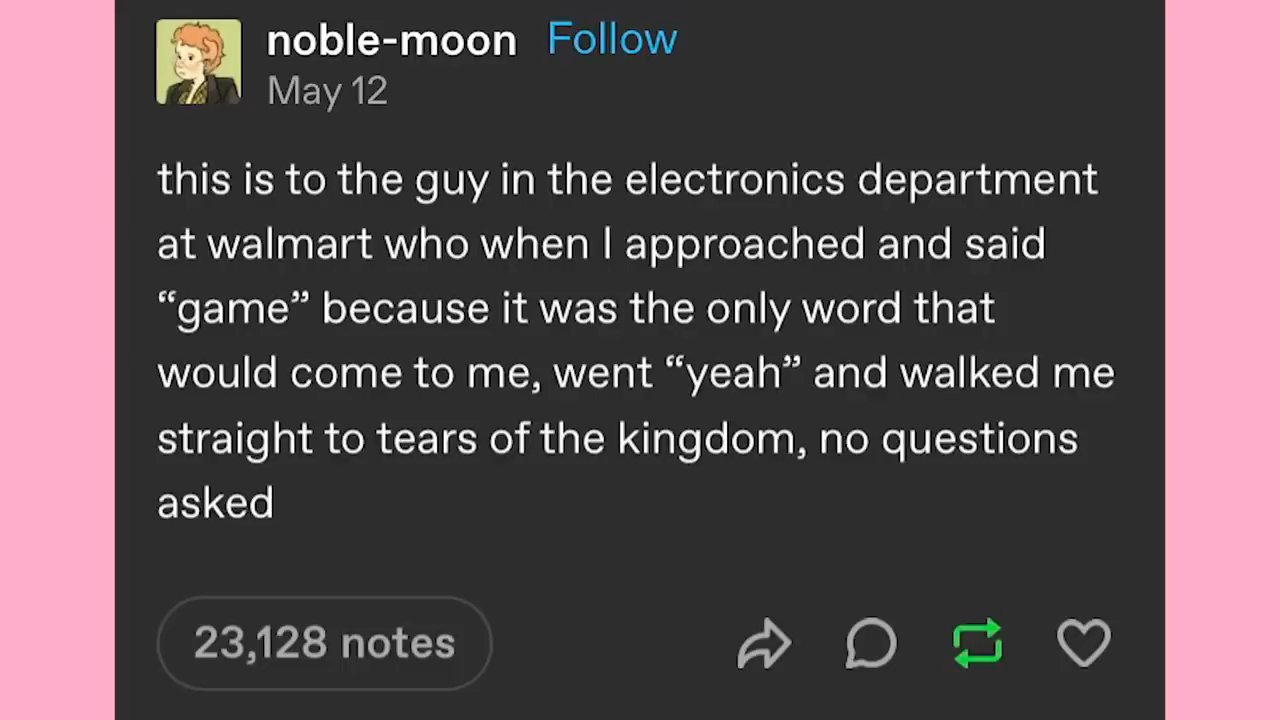 noble-moon Follow
May 12
this is to the guy in the electronics department
at walmart who when I approached and said
“game” because it was the only word that
would come to me, went “yeah” and walked me
straight to tears of the kingdom, no questions
asked
23,128 notes